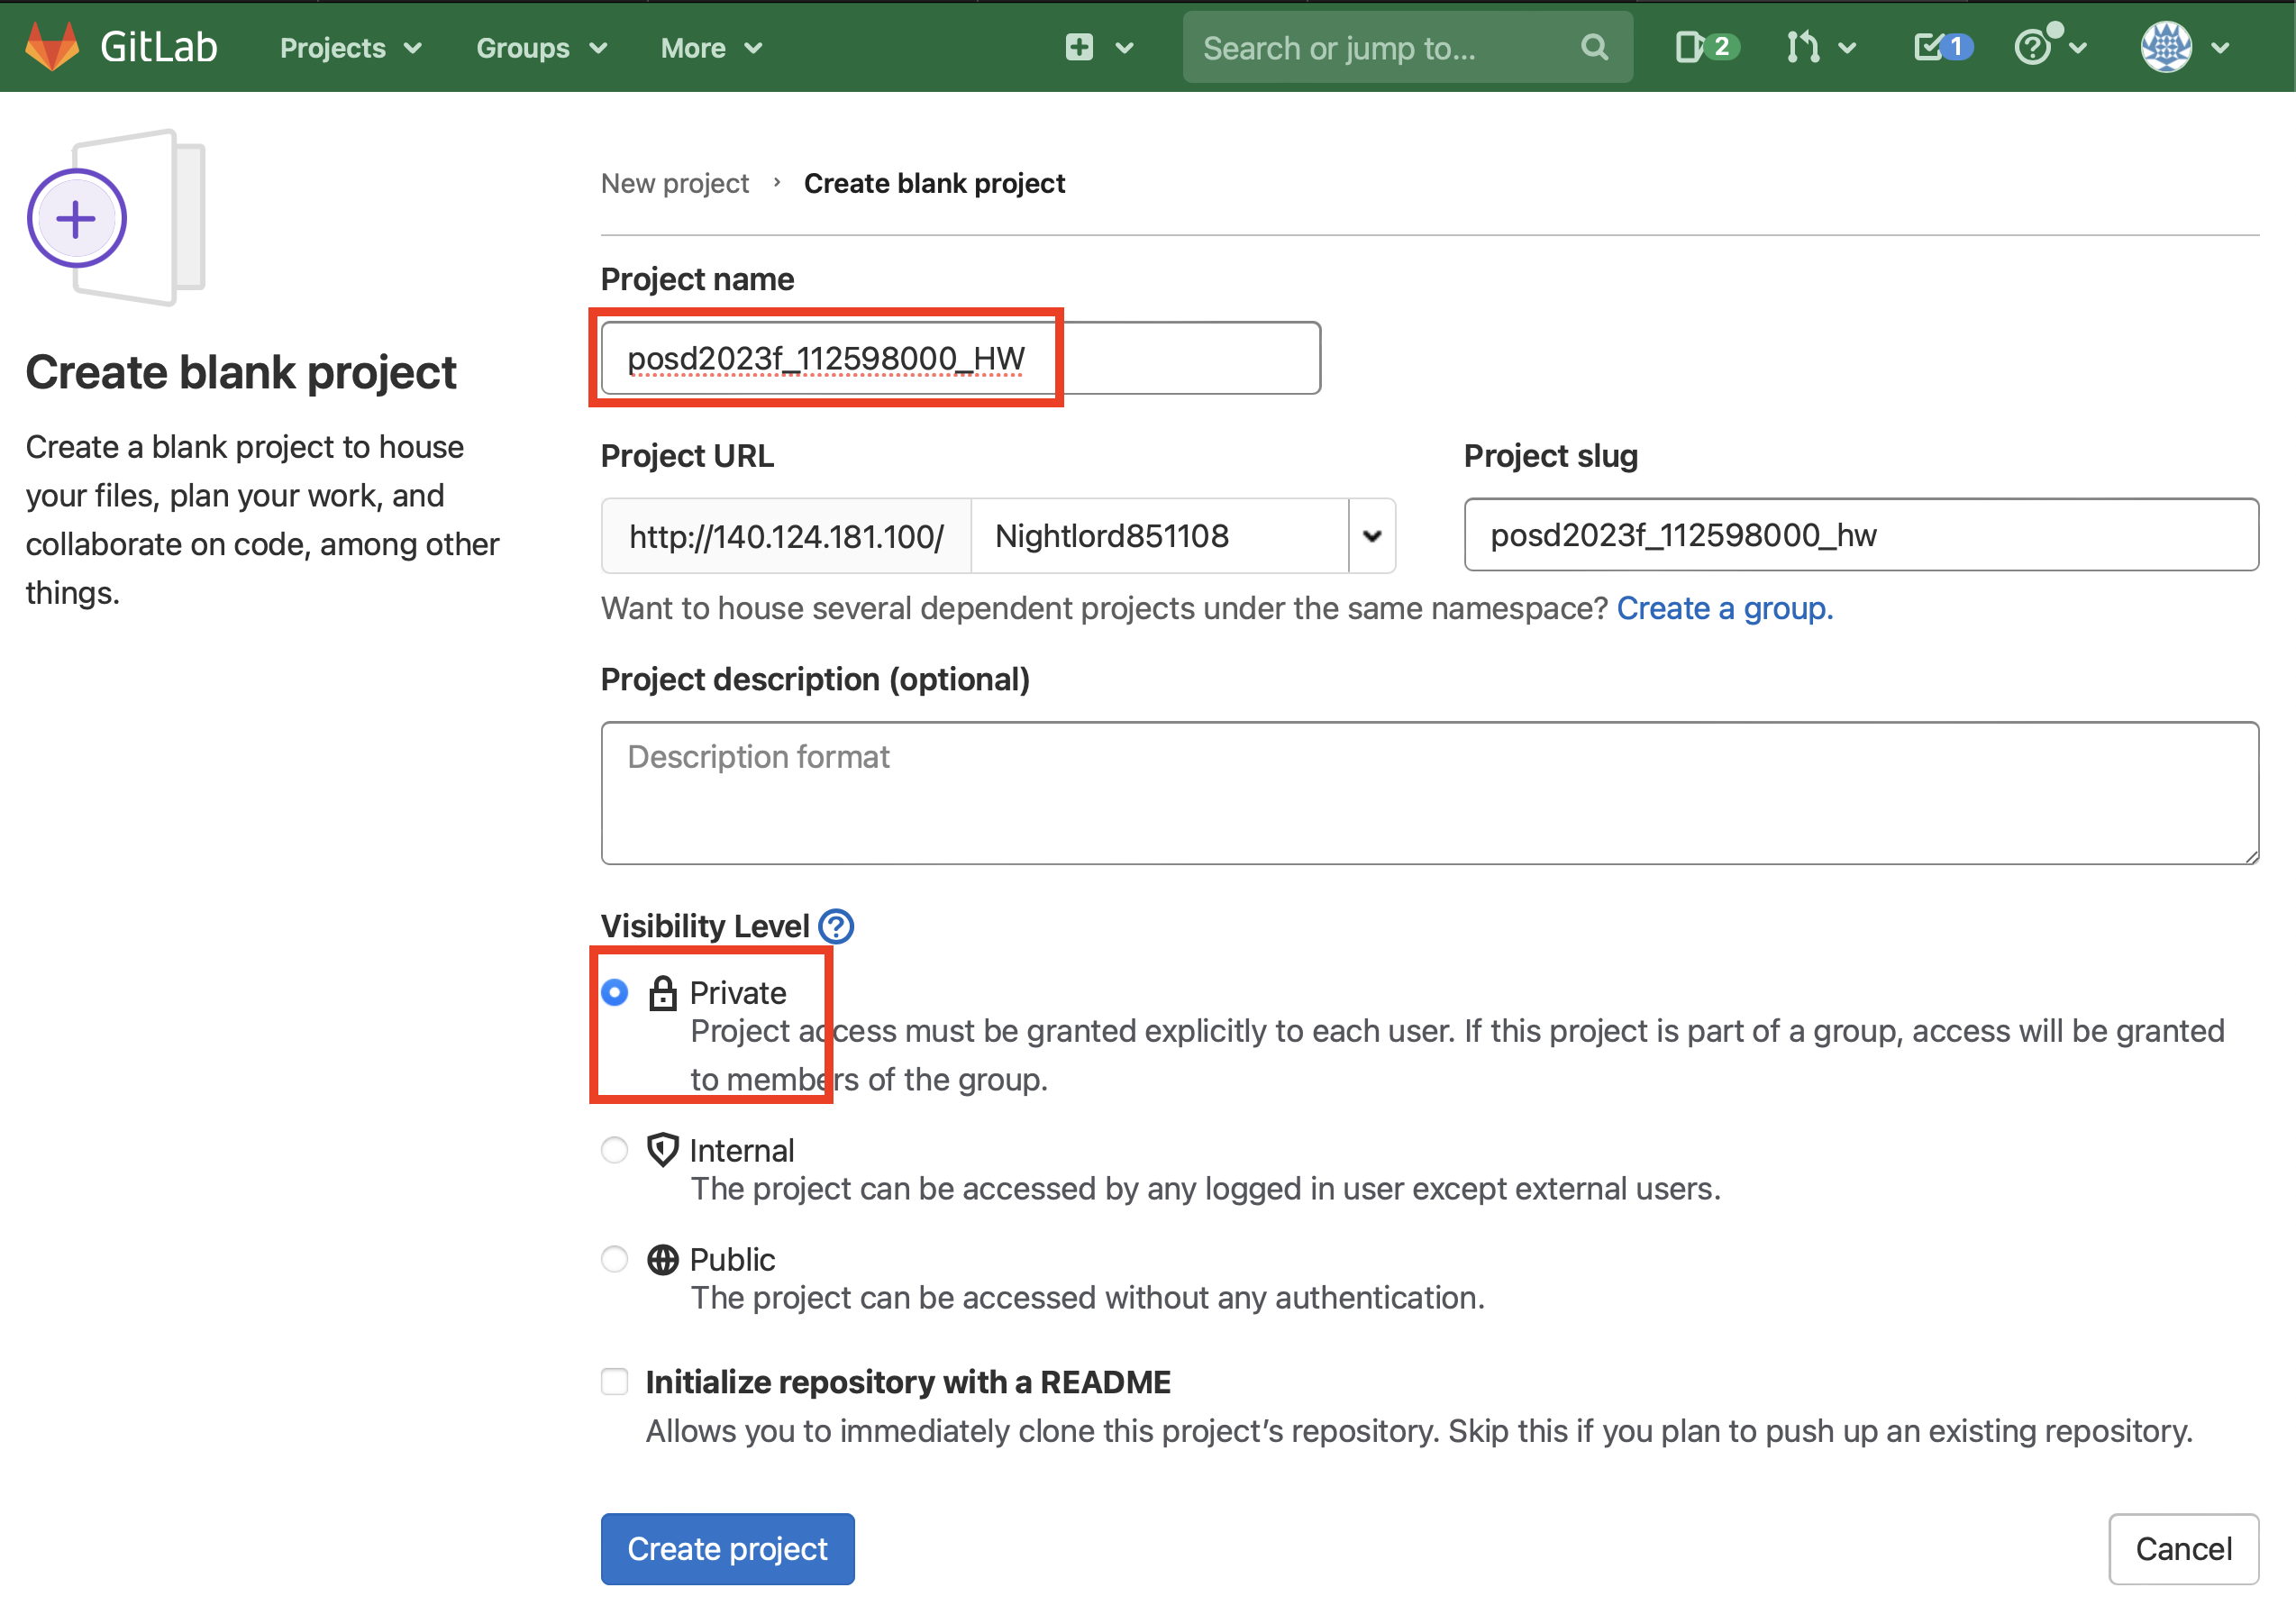 GitLab Projects Groups More Search or jump to... 2 1
New project › Create blank project
Project name
posd2023f_112598000_HW
Create blank project
Create a blank project to house
your files, plan your work, and
collaborate on code, among other
things.
Project URL Project slug
http://140.124.181.100/ Nightlord851108 posd2023f_112598000_hw
Want to house several dependent projects under the same namespace? Create a group.
Project description (optional)
Description format
Visibility Level
Private
Project access must be granted explicitly to each user. If this project is part of a group, access will be granted
to members of the group.
Internal
The project can be accessed by any logged in user except external users.
Public
The project can be accessed without any authentication.
Initialize repository with a README
Allows you to immediately clone this project’s repository. Skip this if you plan to push up an existing repository.
Create project Cancel